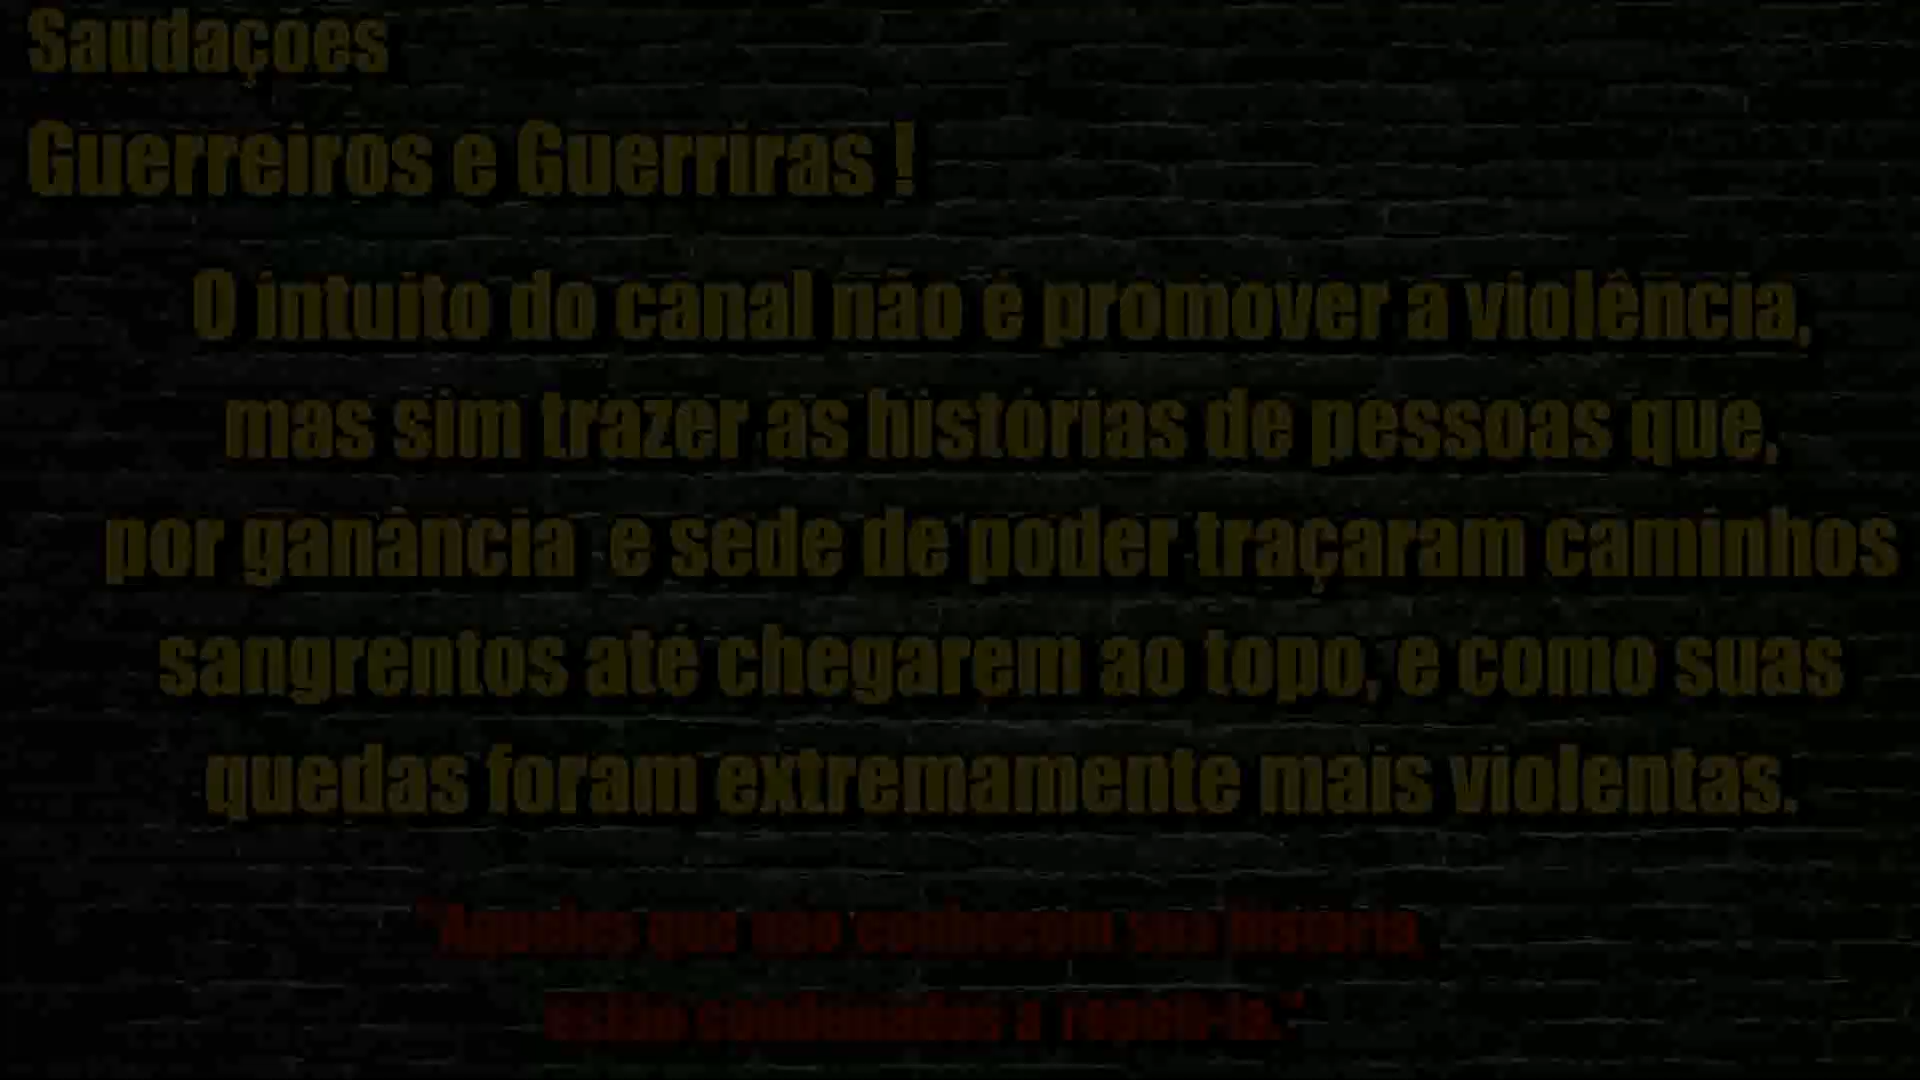 Saudaçoes
Guerreiros e Guerriras !
O intuito do canal não é promover a violência,
mas sim trazer as histórias de pessoas que,
por ganância e sede de poder traçaram caminhos
sangrentos até chegarem ao topo, e como suas
quedas foram extremamente mais violentas.
"Aqueles que não conhecem sua história,
estão condenados a repeti-la."